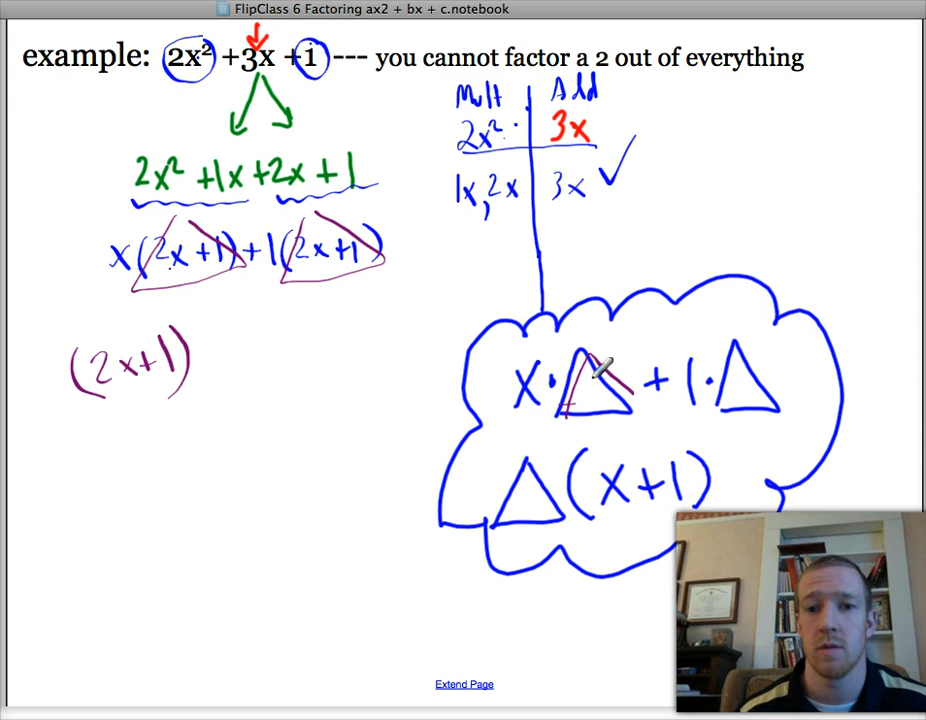 FlipClass 6 Factoring ax2 + bx + c.notebook
example: 2x² +3x +1 --- you cannot factor a 2 out of everything
Mult Add
2x² 3x
1x, 2x 3x ✓
2x² +1x +2x + 1
x(2x +1) + 1(2x+1)
(2x+1)
x · △ + 1 · △
△ (x+1)
Extend Page